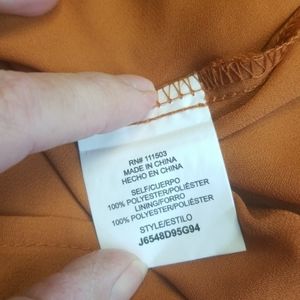 RN# 111503
MADE IN CHINA
HECHO EN CHINA
SELF/CUERPO
100% POLYESTER/POLIÉSTER
LINING/FORRO
100% POLYESTER/POLIÉSTER
STYLE/ESTILO
J6548D95G94